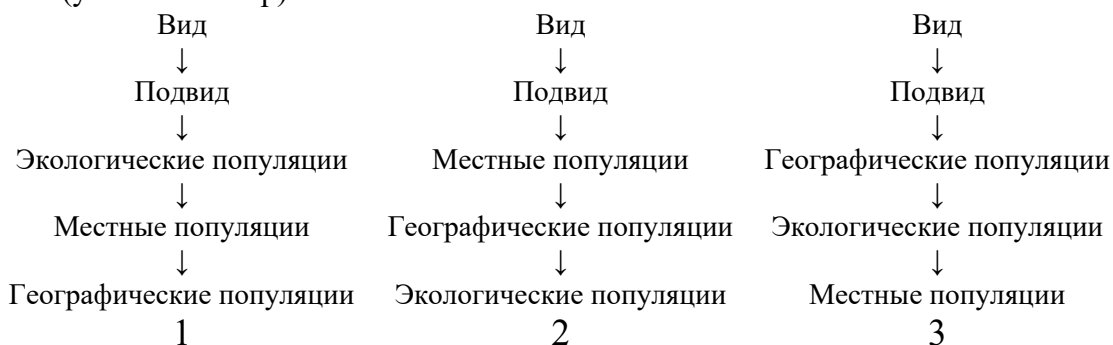 Вид Вид Вид
↓ ↓ ↓
Подвид Подвид Подвид
↓ ↓ ↓
Экологические популяции Местные популяции Географические популяции
↓ ↓ ↓
Местные популяции Географические популяции Экологические популяции
↓ ↓ ↓
Географические популяции Экологические популяции Местные популяции
1 2 3